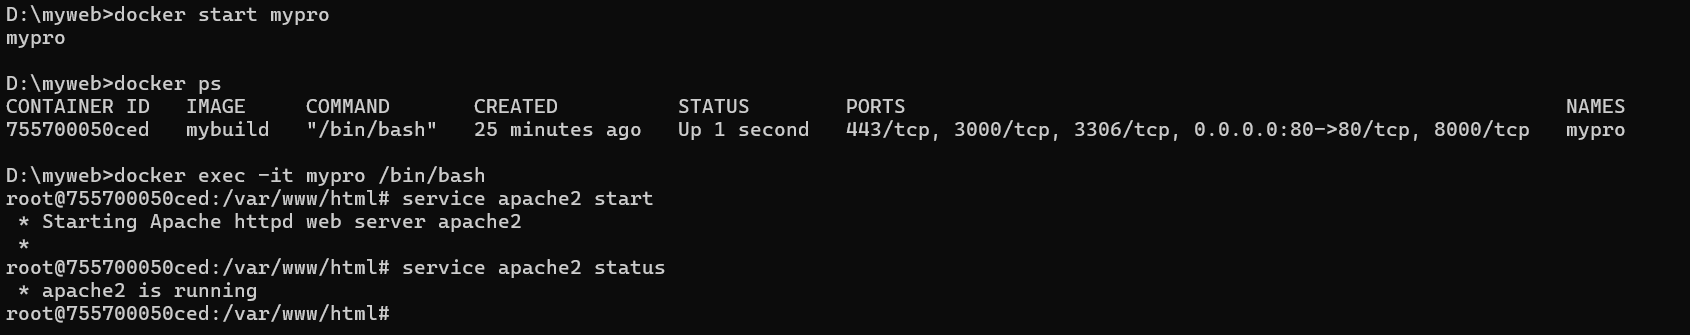 D:\myweb>docker start mypro
mypro
D:\myweb>docker ps
CONTAINER ID   IMAGE     COMMAND       CREATED          STATUS        PORTS                                                       NAMES
755700050ced   mybuild   "/bin/bash"   25 minutes ago   Up 1 second   443/tcp, 3000/tcp, 3306/tcp, 0.0.0.0:80->80/tcp, 8000/tcp   mypro
D:\myweb>docker exec -it mypro /bin/bash
root@755700050ced:/var/www/html# service apache2 start
 * Starting Apache httpd web server apache2
 *
root@755700050ced:/var/www/html# service apache2 status
 * apache2 is running
root@755700050ced:/var/www/html#